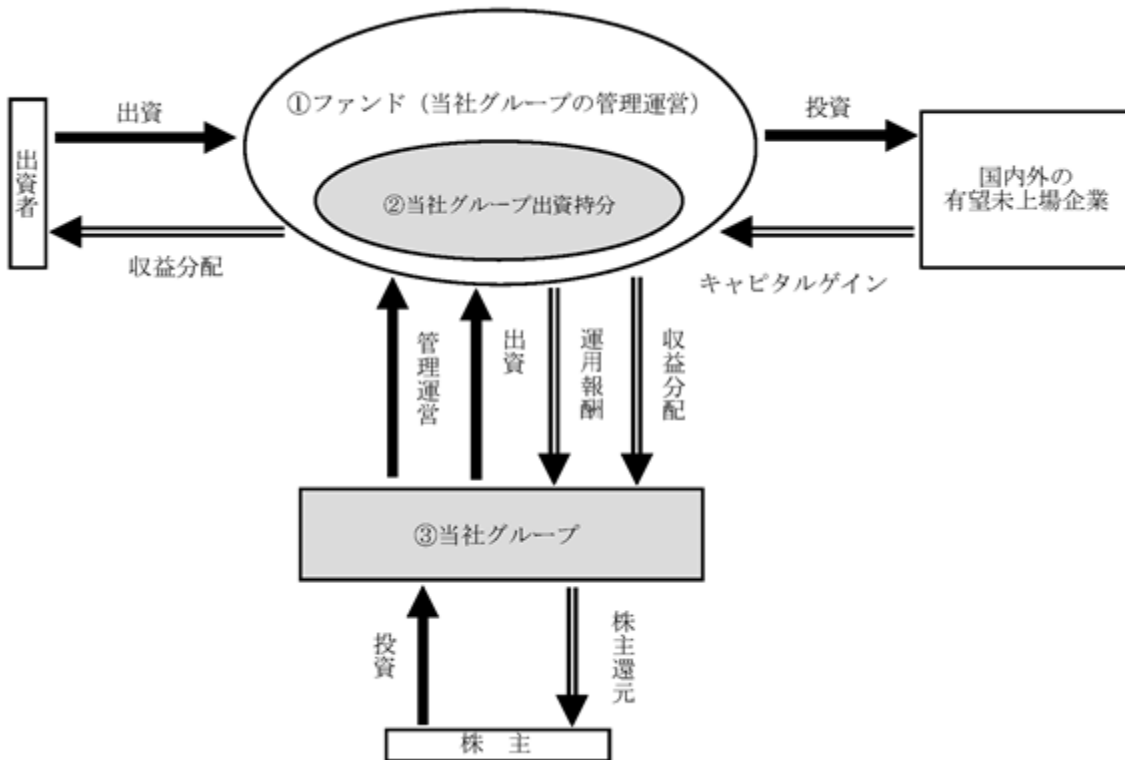 ①ファンド（当社グループの管理運営）
出資
投資
出資者
②当社グループ出資持分
国内外の
有望未上場企業
収益分配
キャピタルゲイン
管理運営
出資
運用報酬
収益分配
③当社グループ
投資
株主還元
株　主